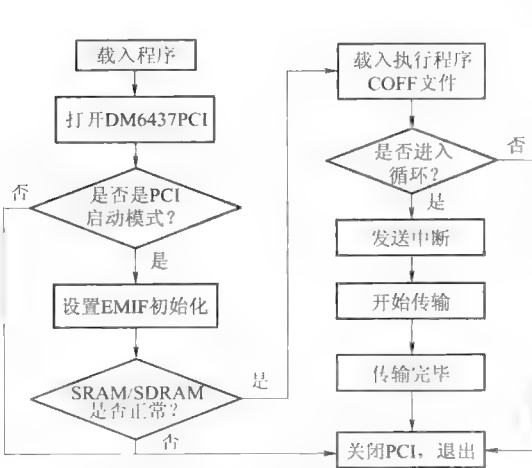 载入程序
打开DM6437PCI
否
是否是PCI
启动模式?
是
设置EMIF初始化
SRAM/SDRAM
是否正常?
是
否
载入执行程序
COFF文件
是否进入
循环?
否
是
发送中断
开始传输
传输完毕
关闭PCI，退出